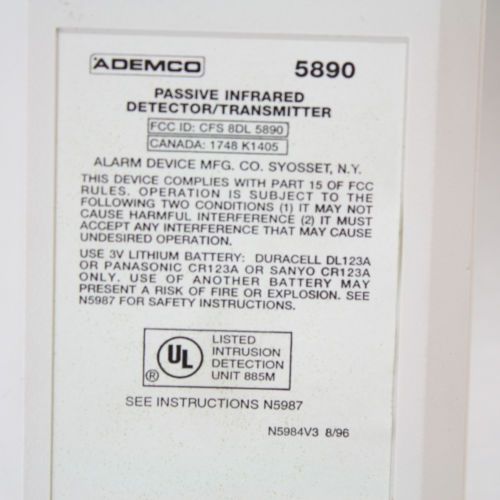 ADEMCO 5890
PASSIVE INFRARED
DETECTOR/TRANSMITTER
FCC ID: CFS 8DL 5890
CANADA: 1748 K1405
ALARM DEVICE MFG. CO. SYOSSET, N.Y.
THIS DEVICE COMPLIES WITH PART 15 OF FCC
RULES. OPERATION IS SUBJECT TO THE
FOLLOWING TWO CONDITIONS (1) IT MAY NOT
CAUSE HARMFUL INTERFERENCE (2) IT MUST
ACCEPT ANY INTERFERENCE THAT MAY CAUSE
UNDESIRED OPERATION.
USE 3V LITHIUM BATTERY: DURACELL DL123A
OR PANASONIC CR123A OR SANYO CR123A
ONLY. USE OF ANOTHER BATTERY MAY
PRESENT A RISK OF FIRE OR EXPLOSION. SEE
N5987 FOR SAFETY INSTRUCTIONS.
UL ®
LISTED
INTRUSION
DETECTION
UNIT 885M
SEE INSTRUCTIONS N5987
N5984V3 8/96